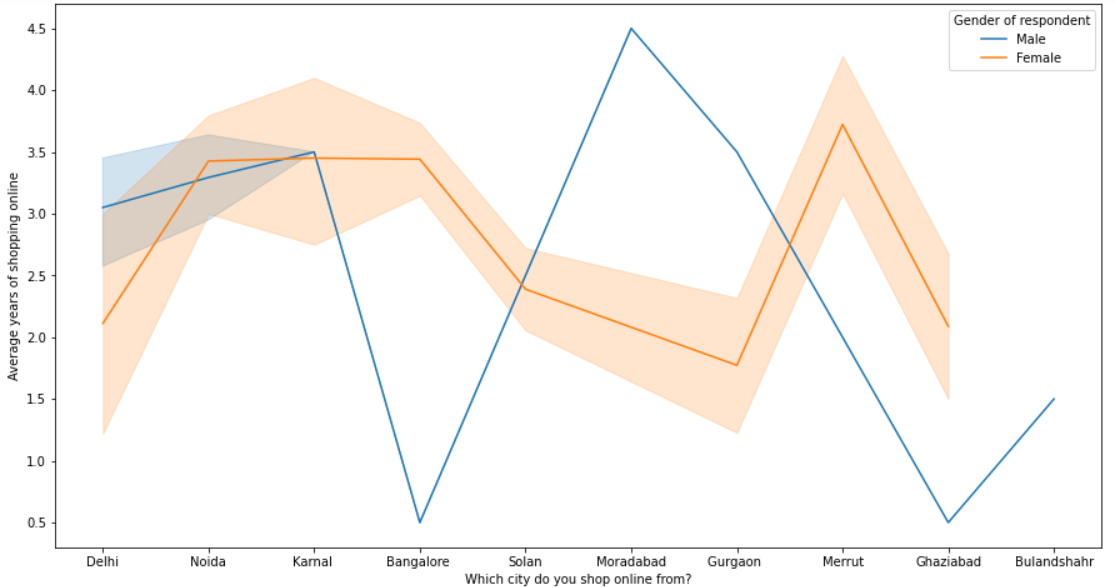 Gender of respondent
Male
Female
Average years of shopping online
4.5
4.0
3.5
3.0
2.5
2.0
1.5
1.0
0.5
Delhi Noida Karnal Bangalore Solan Moradabad Gurgaon Merrut Ghaziabad Bulandshahr
Which city do you shop online from?